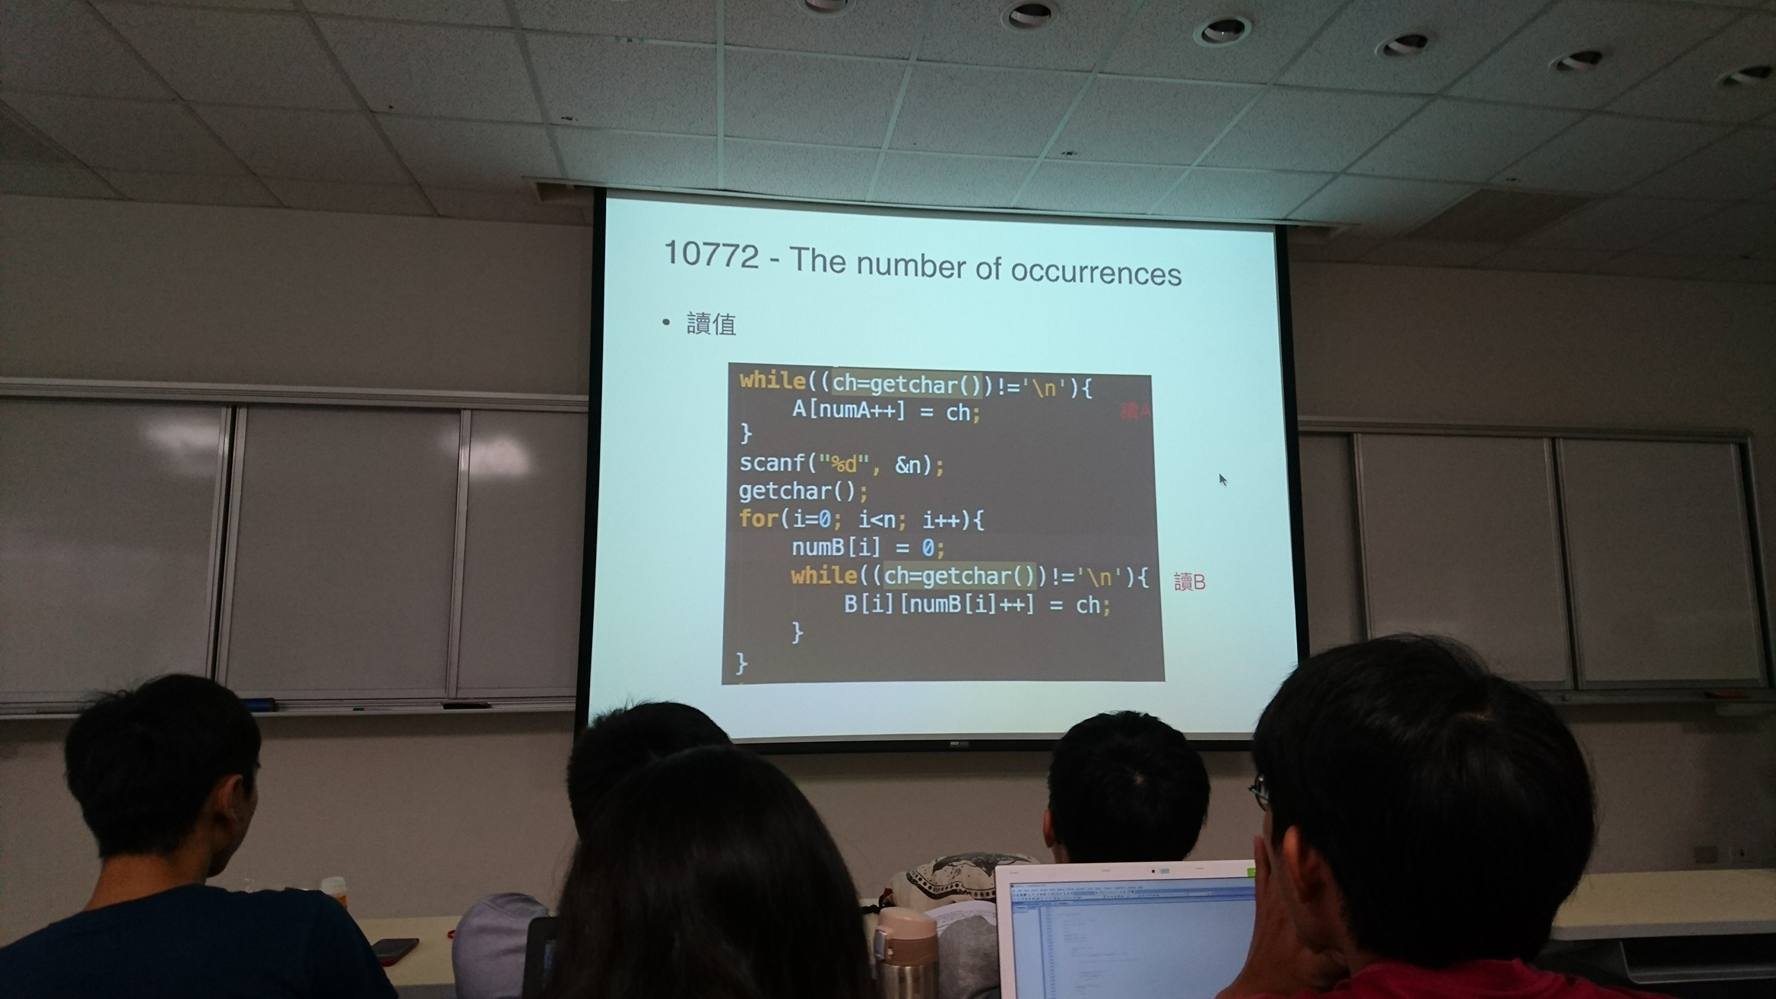 10772 - The number of occurrences
• 讀值
while((ch=getchar())!='\n'){
A[numA++] = ch;
讀A
}
scanf("%d", &n);
getchar();
for(i=0; i<n; i++){
numB[i] = 0;
while((ch=getchar())!='\n'){
讀B
B[i][numB[i]++] = ch;
}
}